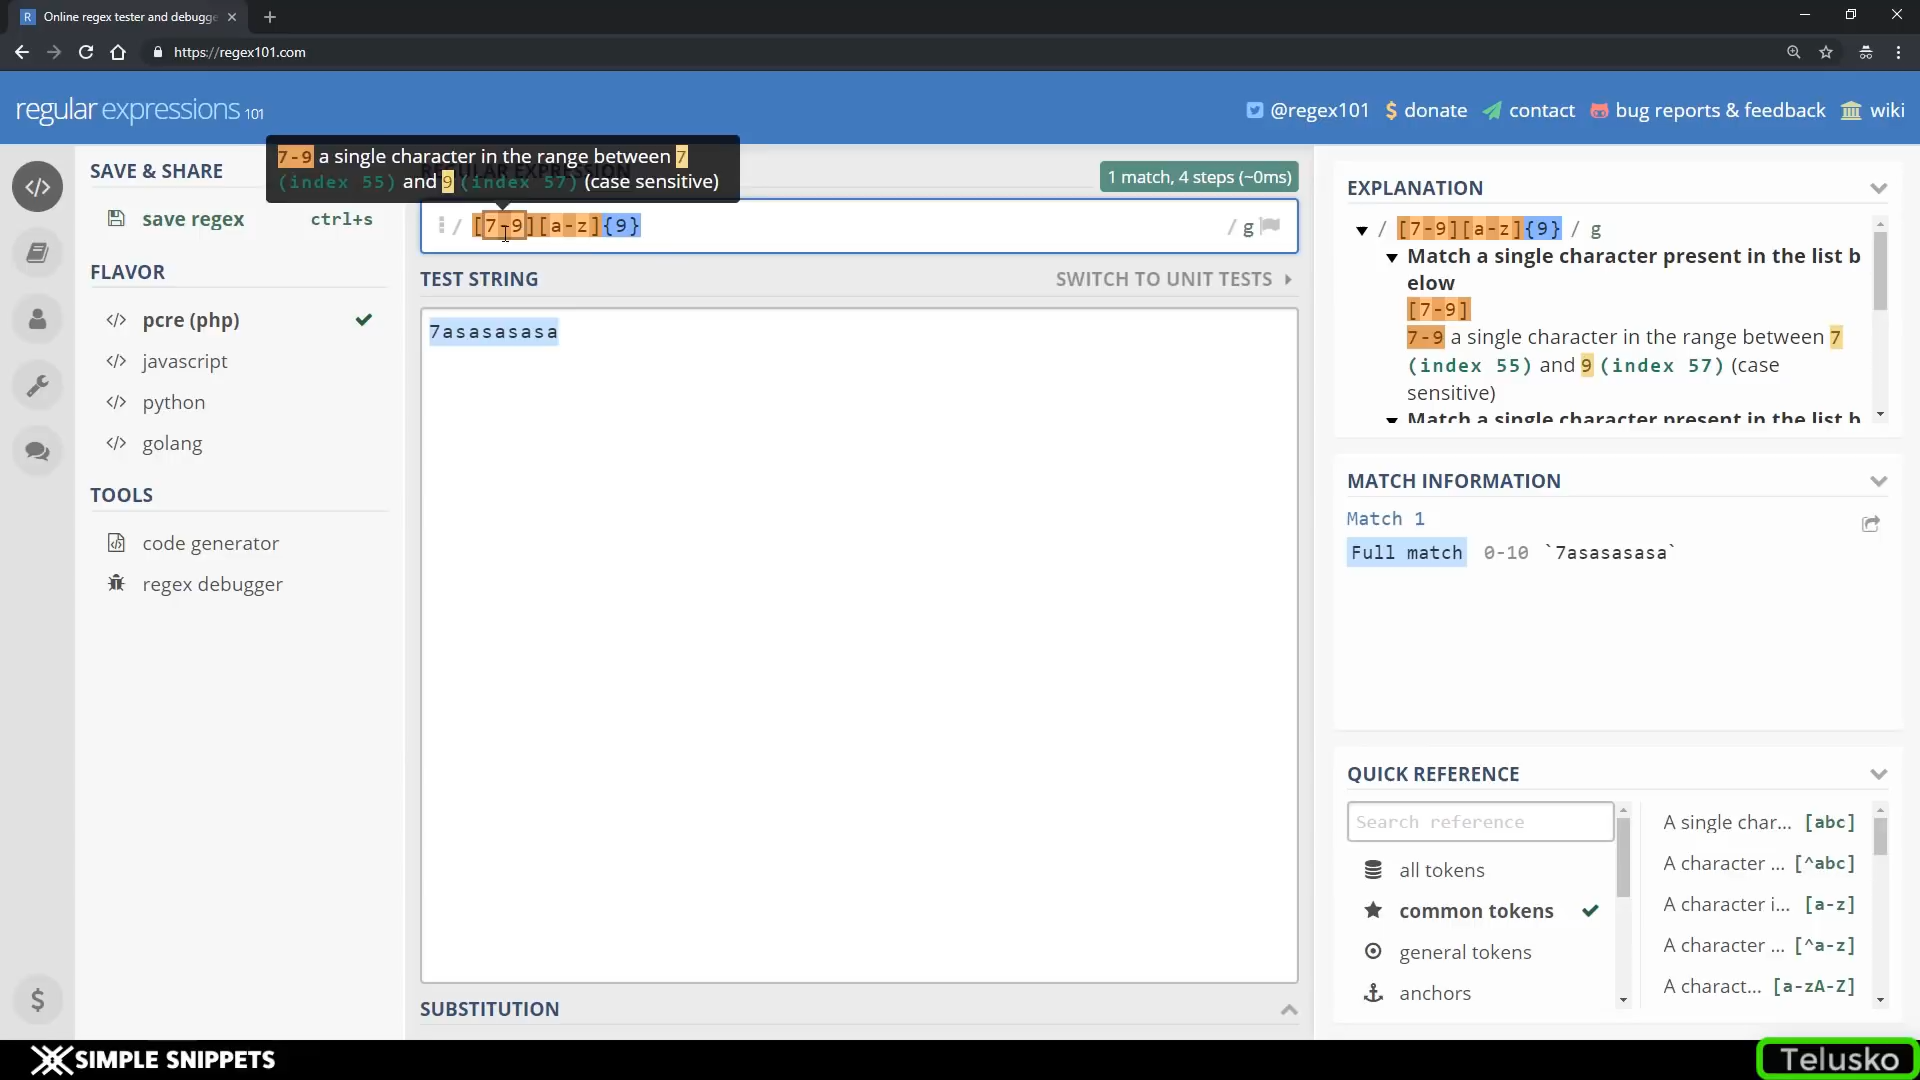 Online regex tester and debugge
https://regex101.com
regular expressions 101
@regex101
donate
contact
bug reports & feedback
wiki
SAVE & SHARE
save regex ctrl+s
FLAVOR
pcre (php)
javascript
python
golang
TOOLS
code generator
regex debugger
7-9 a single character in the range between 7
(index 55) and 9 (index 57) (case sensitive)
REGULAR EXPRESSION
1 match, 4 steps (~0ms)
/ [7-9][a-z]{9} / g
TEST STRING
SWITCH TO UNIT TESTS
7asasasasa
SUBSTITUTION
EXPLANATION
/ [7-9][a-z]{9} / g
Match a single character present in the list b
elow
[7-9]
7-9 a single character in the range between 7
(index 55) and 9 (index 57) (case
sensitive)
Match a single character present in the list b
MATCH INFORMATION
Match 1
Full match 0-10 `7asasasasa`
QUICK REFERENCE
Search reference
all tokens
common tokens
general tokens
anchors
A single char... [abc]
A character ... [^abc]
A character i... [a-z]
A character ... [^a-z]
A charact... [a-zA-Z]
SIMPLE SNIPPETS
Telusko